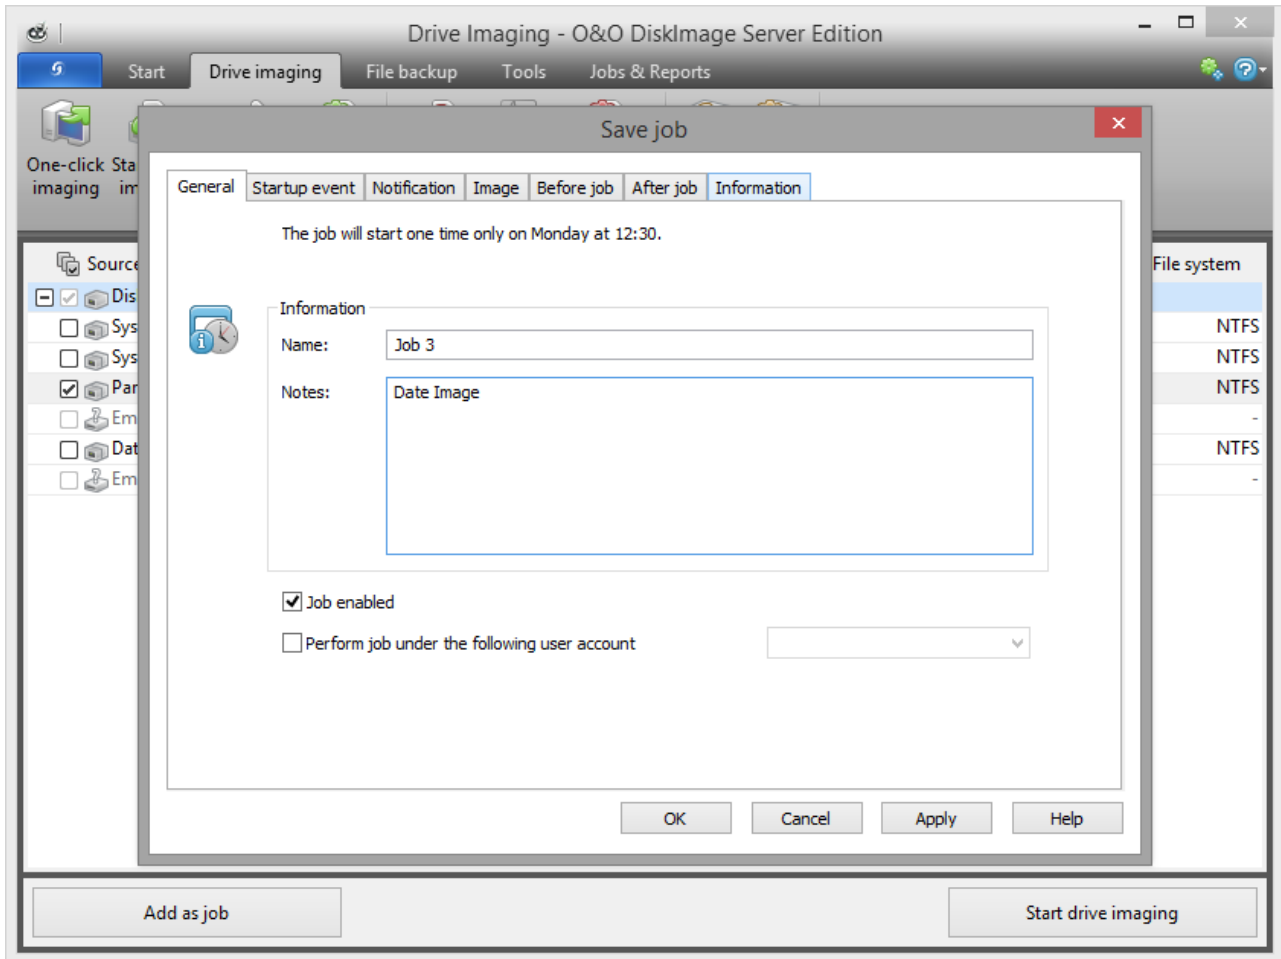 Drive Imaging - O&O DiskImage Server Edition
Start Drive imaging File backup Tools Jobs & Reports
One-click
imaging
Save job
General Startup event Notification Image Before job After job Information
The job will start one time only on Monday at 12:30.
Information
Name: Job 3
Notes: Date Image
Job enabled
Perform job under the following user account
OK Cancel Apply Help
Source
File system
NTFS
NTFS
NTFS
-
NTFS
-
Add as job
Start drive imaging